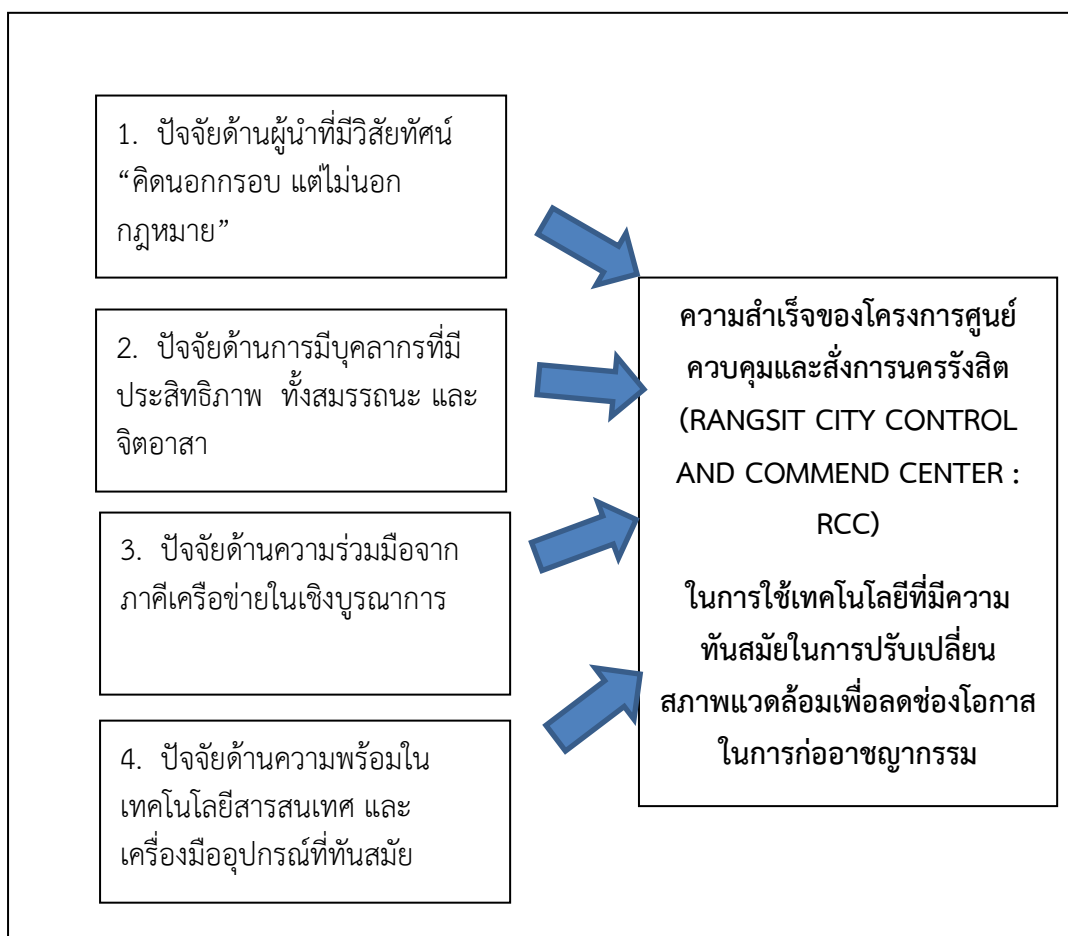 1. ปัจจัยด้านผู้นำที่มีวิสัยทัศน์
“คิดนอกกรอบ แต่ไม่นอก
กฎหมาย”
2. ปัจจัยด้านการมีบุคลากรที่มี
ประสิทธิภาพ ทั้งสมรรถนะ และ
จิตอาสา
3. ปัจจัยด้านความร่วมมือจาก
ภาคีเครือข่ายในเชิงบูรณาการ
4. ปัจจัยด้านความพร้อมใน
เทคโนโลยีสารสนเทศ และ
เครื่องมืออุปกรณ์ที่ทันสมัย
ความสำเร็จของโครงการศูนย์
ควบคุมและสั่งการนครรังสิต
(RANGSIT CITY CONTROL
AND COMMEND CENTER :
RCC)
ในการใช้เทคโนโลยีที่มีความ
ทันสมัยในการปรับเปลี่ยน
สภาพแวดล้อมเพื่อลดช่องโอกาส
ในการก่ออาชญากรรม